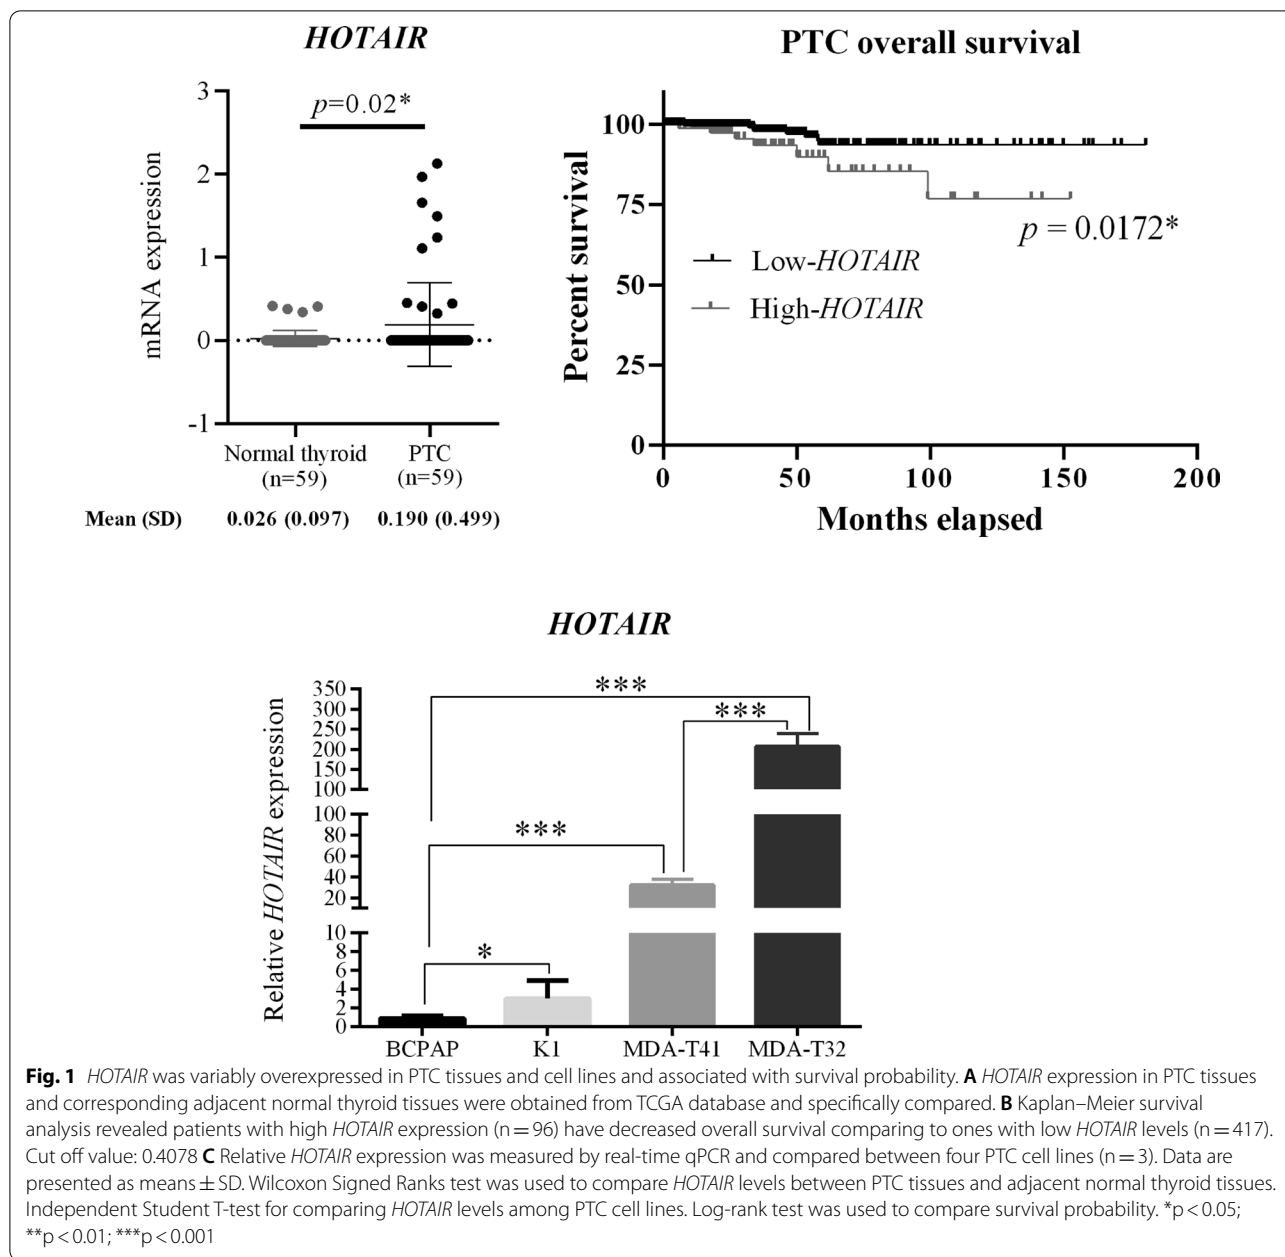 HOTAIR
p=0.02*
3
2
1
0
-1
mRNA expression
Normal thyroid
(n=59)
PTC
(n=59)
Mean (SD) 0.026 (0.097) 0.190 (0.499)
PTC overall survival
100
75
50
25
0
Percent survival
p = 0.0172*
Low-HOTAIR
High-HOTAIR
0 50 100 150 200
Months elapsed
HOTAIR
Relative HOTAIR expression
350
300
250
200
150
100
100
80
60
40
20
10
8
6
4
2
0
***
***
***
*
BCPAP K1 MDA-T41 MDA-T32
Fig. 1 HOTAIR was variably overexpressed in PTC tissues and cell lines and associated with survival probability. A HOTAIR expression in PTC tissues
and corresponding adjacent normal thyroid tissues were obtained from TCGA database and specifically compared. B Kaplan–Meier survival
analysis revealed patients with high HOTAIR expression (n = 96) have decreased overall survival comparing to ones with low HOTAIR levels (n = 417).
Cut off value: 0.4078 C Relative HOTAIR expression was measured by real-time qPCR and compared between four PTC cell lines (n = 3). Data are
presented as means ± SD. Wilcoxon Signed Ranks test was used to compare HOTAIR levels between PTC tissues and adjacent normal thyroid tissues.
Independent Student T-test for comparing HOTAIR levels among PTC cell lines. Log-rank test was used to compare survival probability. *p < 0.05;
**p < 0.01; ***p < 0.001